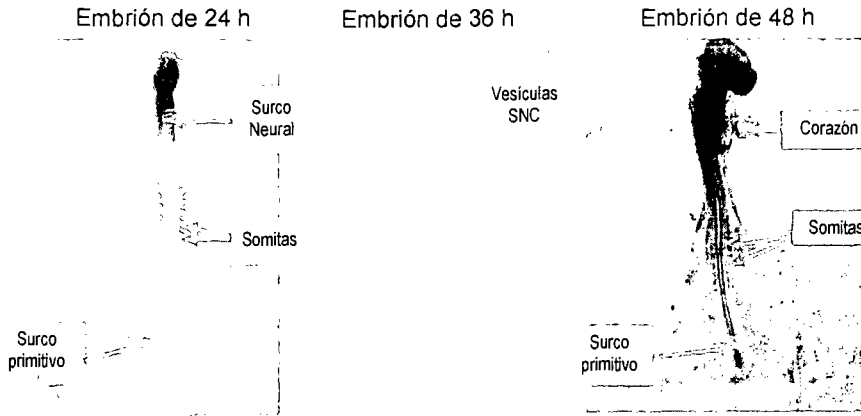 Embrión de 24 h
Embrión de 36 h
Embrión de 48 h
Surco
Neural
Somitas
Surco
primitivo
Vesículas
SNC
Corazón
Somitas
Surco
primitivo